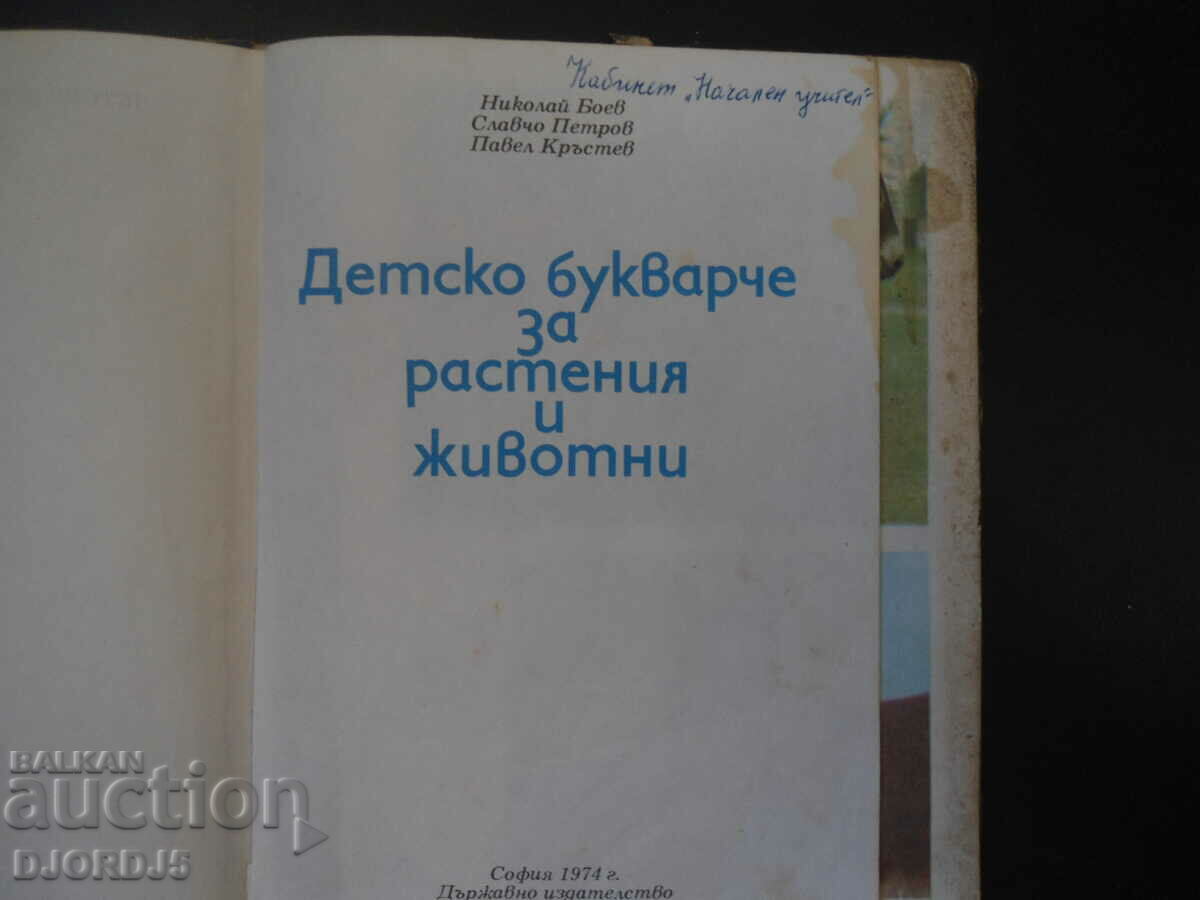 Кабинет „Начален учител"
Николай Боев
Славчо Петров
Павел Кръстев
Детско букварче
за
растения
и
животни
София 1974 г.
Държавно издателство
BALKAN
auction
DJORDJ5